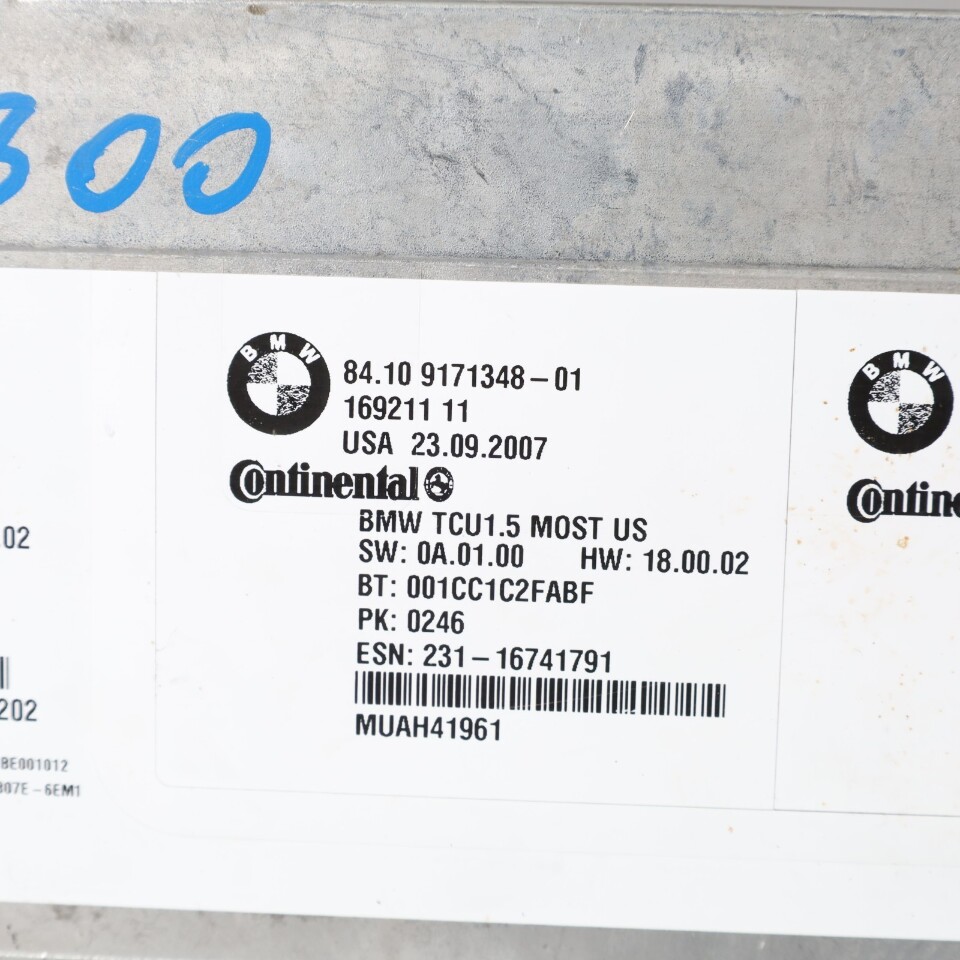 300
BMW
84.10 9171348-01
169211 11
USA 23.09.2007
Continental
BMW TCU1.5 MOST US
SW: 0A.01.00 HW: 18.00.02
BT: 001CC1C2FABF
PK: 0246
ESN: 231-16741791
MUAH41961
.02
202
BE001012
807E-6EM1
BMW
Contine